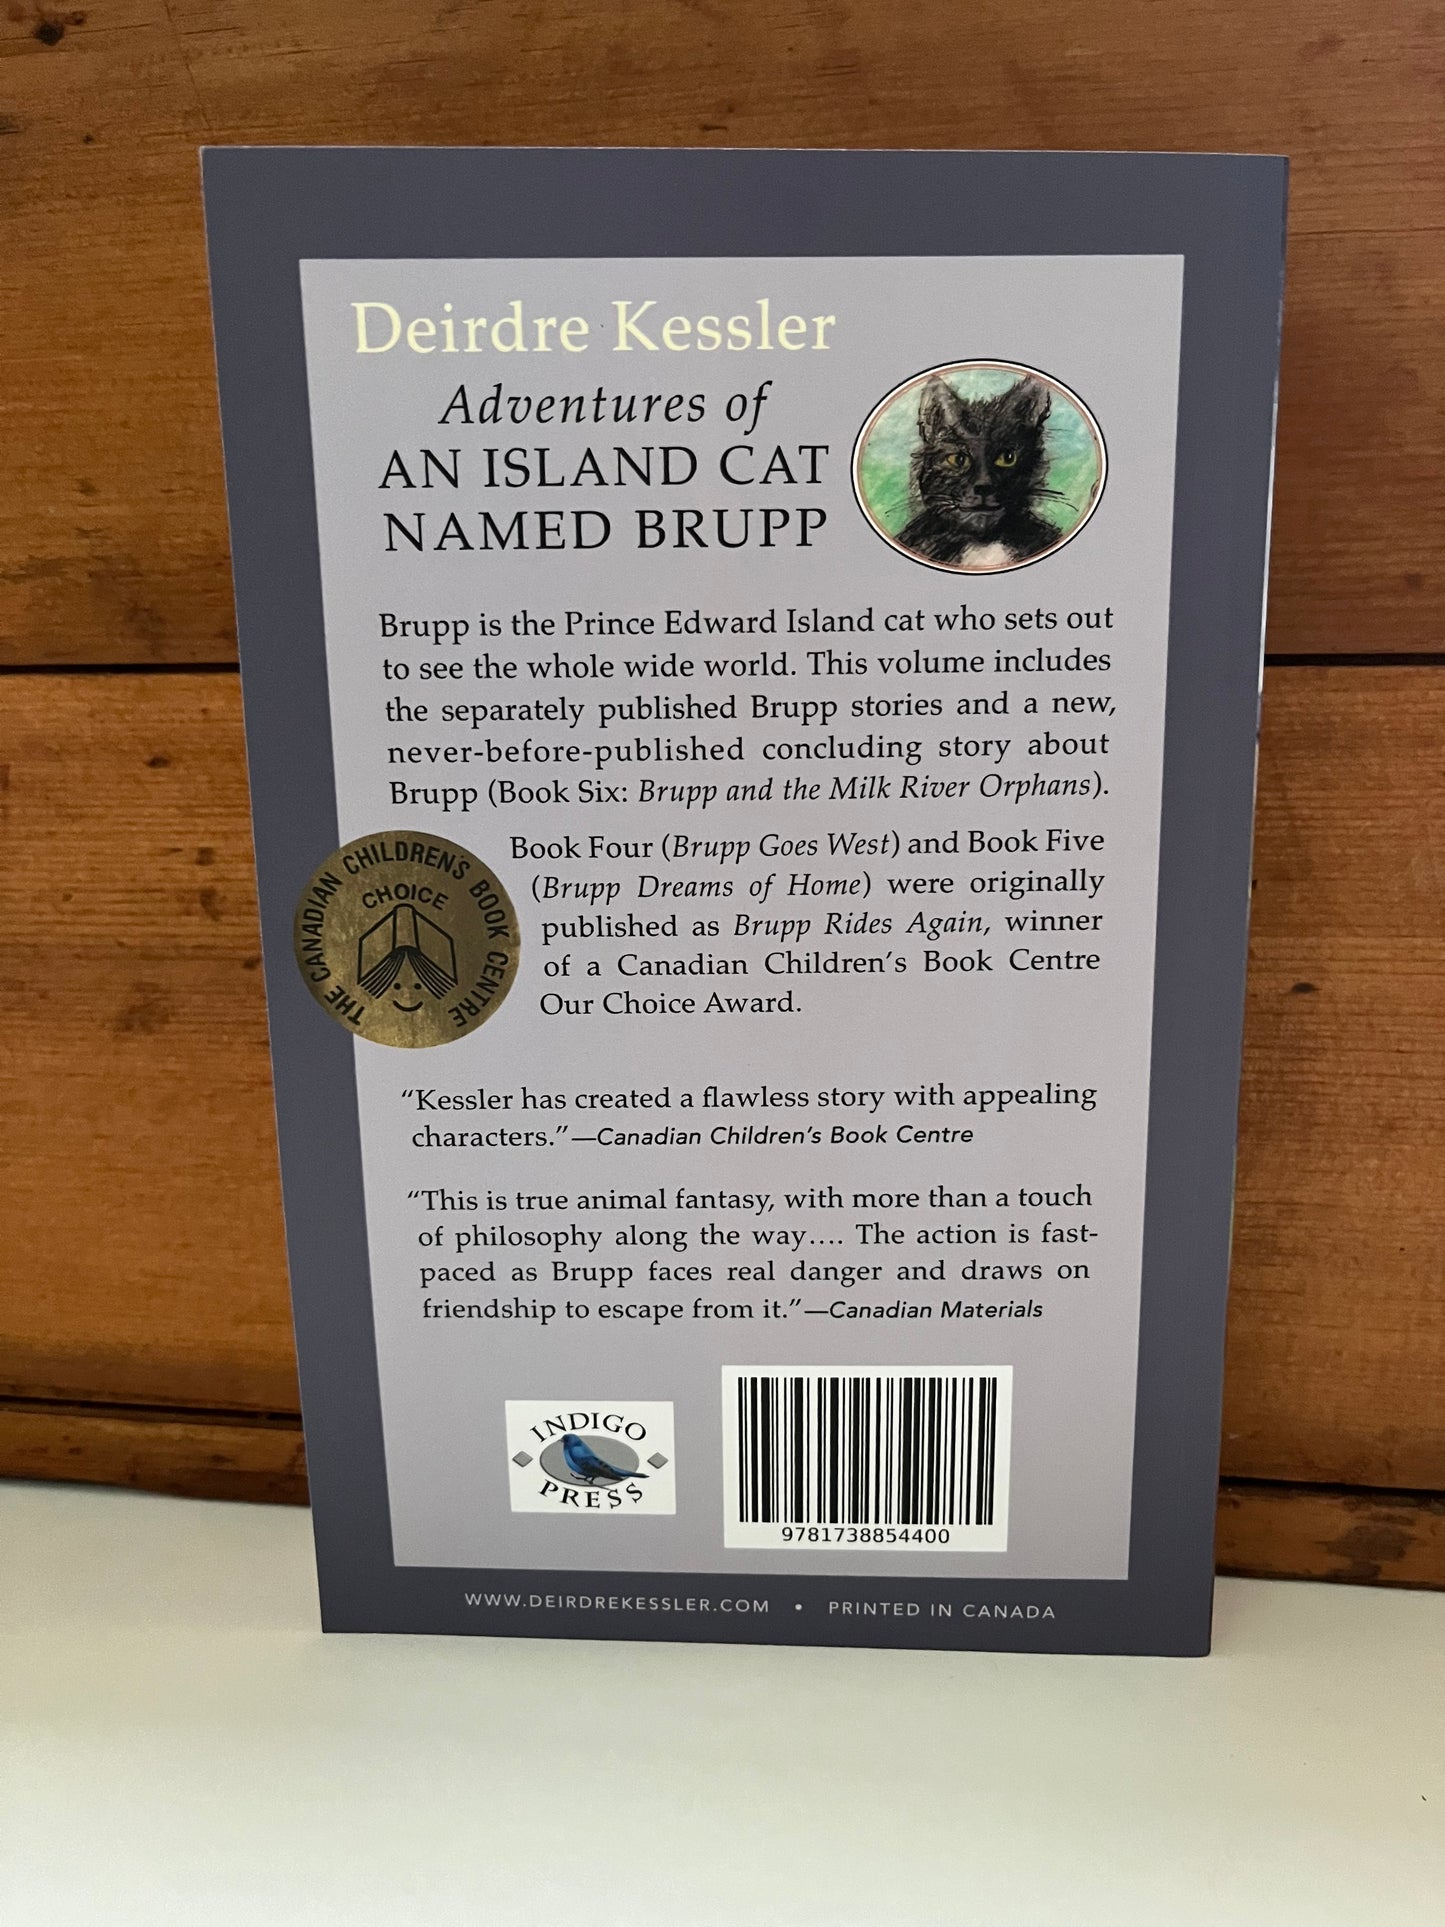 Deirdre Kessler
Adventures of
AN ISLAND CAT
NAMED BRUPP
Brupp is the Prince Edward Island cat who sets out
to see the whole wide world. This volume includes
the separately published Brupp stories and a new,
never-before-published concluding story about
Brupp (Book Six: Brupp and the Milk River Orphans).
Book Four (Brupp Goes West) and Book Five
(Brupp Dreams of Home) were originally
published as Brupp Rides Again, winner
of a Canadian Children's Book Centre
Our Choice Award.
THE CANADIAN CHILDREN'S BOOK CENTRE
CHOICE
“Kessler has created a flawless story with appealing
characters.”—Canadian Children's Book Centre
“This is true animal fantasy, with more than a touch
of philosophy along the way.... The action is fast-
paced as Brupp faces real danger and draws on
friendship to escape from it.”—Canadian Materials
INDIGO
PRESS
9781738854400
WWW.DEIRDREKESSLER.COM • PRINTED IN CANADA